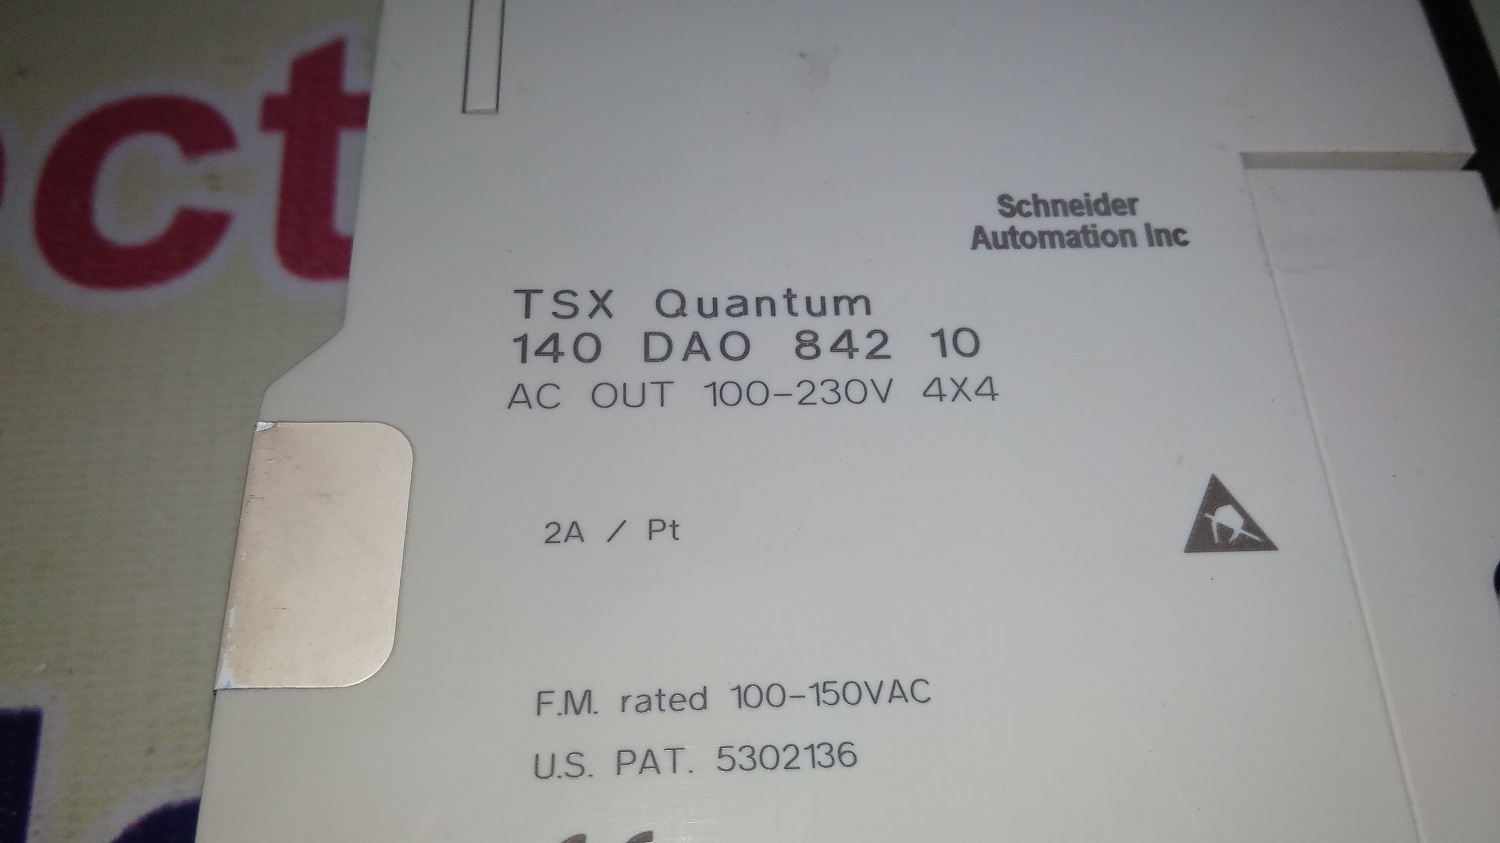 ct
Schneider
Automation Inc
TSX Quantum
140 DAO 842 10
AC OUT 100-230V 4X4
2A / Pt
F.M. rated 100-150VAC
U.S. PAT. 5302136